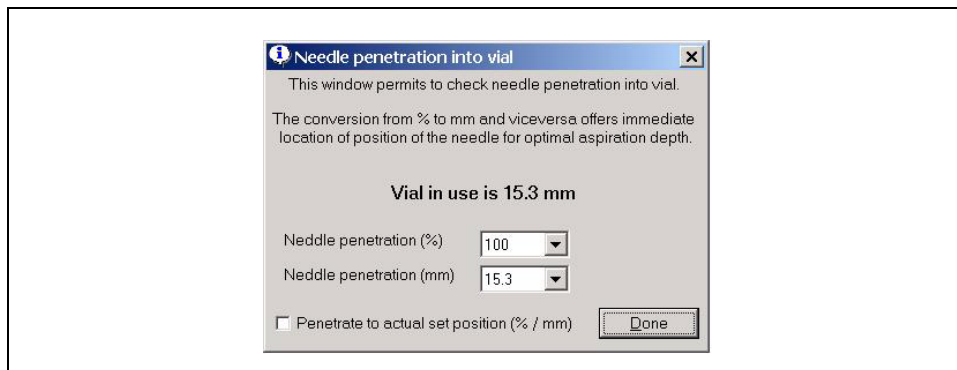 Needle penetration into vial
This window permits to check needle penetration into vial.
The conversion from % to mm and viceversa offers immediate
location of position of the needle for optimal aspiration depth.
Vial in use is 15.3 mm
Neddle penetration (%) 100
Neddle penetration (mm) 15.3
Penetrate to actual set position (% / mm) Done